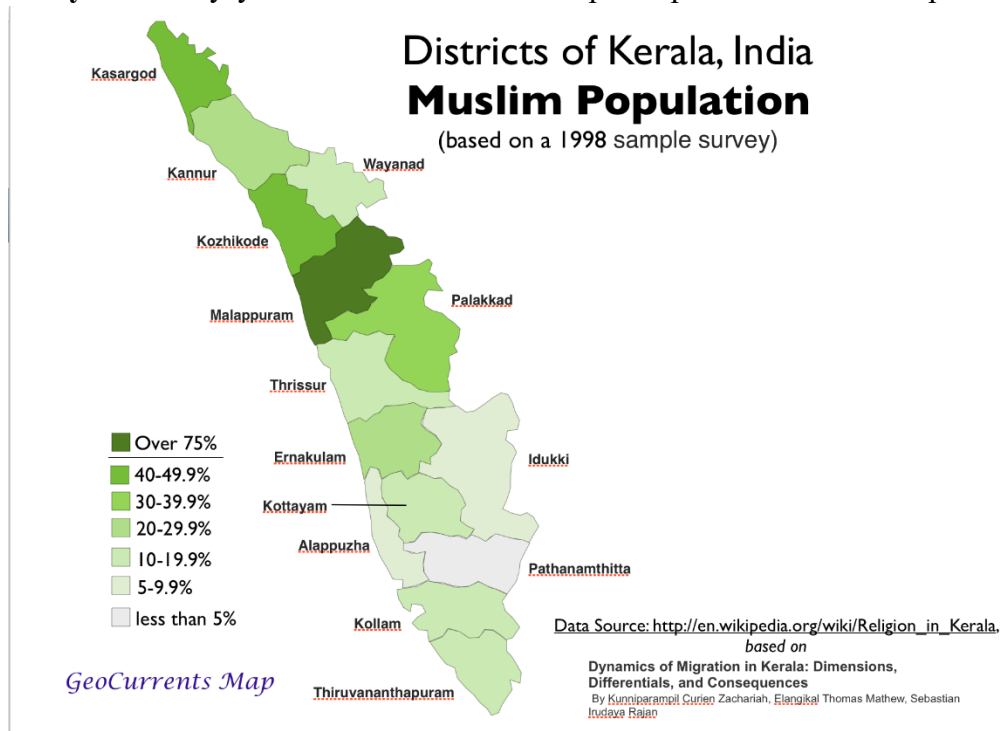 Districts of Kerala, India
Muslim Population
(based on a 1998 sample survey)
Kasargod
Wayanad
Kannur
Kozhikode
Palakkad
Malappuram
Thrissur
Ernakulam
Idukki
Kottayam
Alappuzha
Pathanamthitta
Kollam
Thiruvananthapuram
Over 75%
40-49.9%
30-39.9%
20-29.9%
10-19.9%
5-9.9%
less than 5%
GeoCurrents Map
Data Source: http://en.wikipedia.org/wiki/Religion_in_Kerala,
based on
Dynamics of Migration in Kerala: Dimensions,
Differentials, and Consequences
By Kunniparampil Curien Zachariah, Elangikal Thomas Mathew, Sebastian
Irudaya Rajan